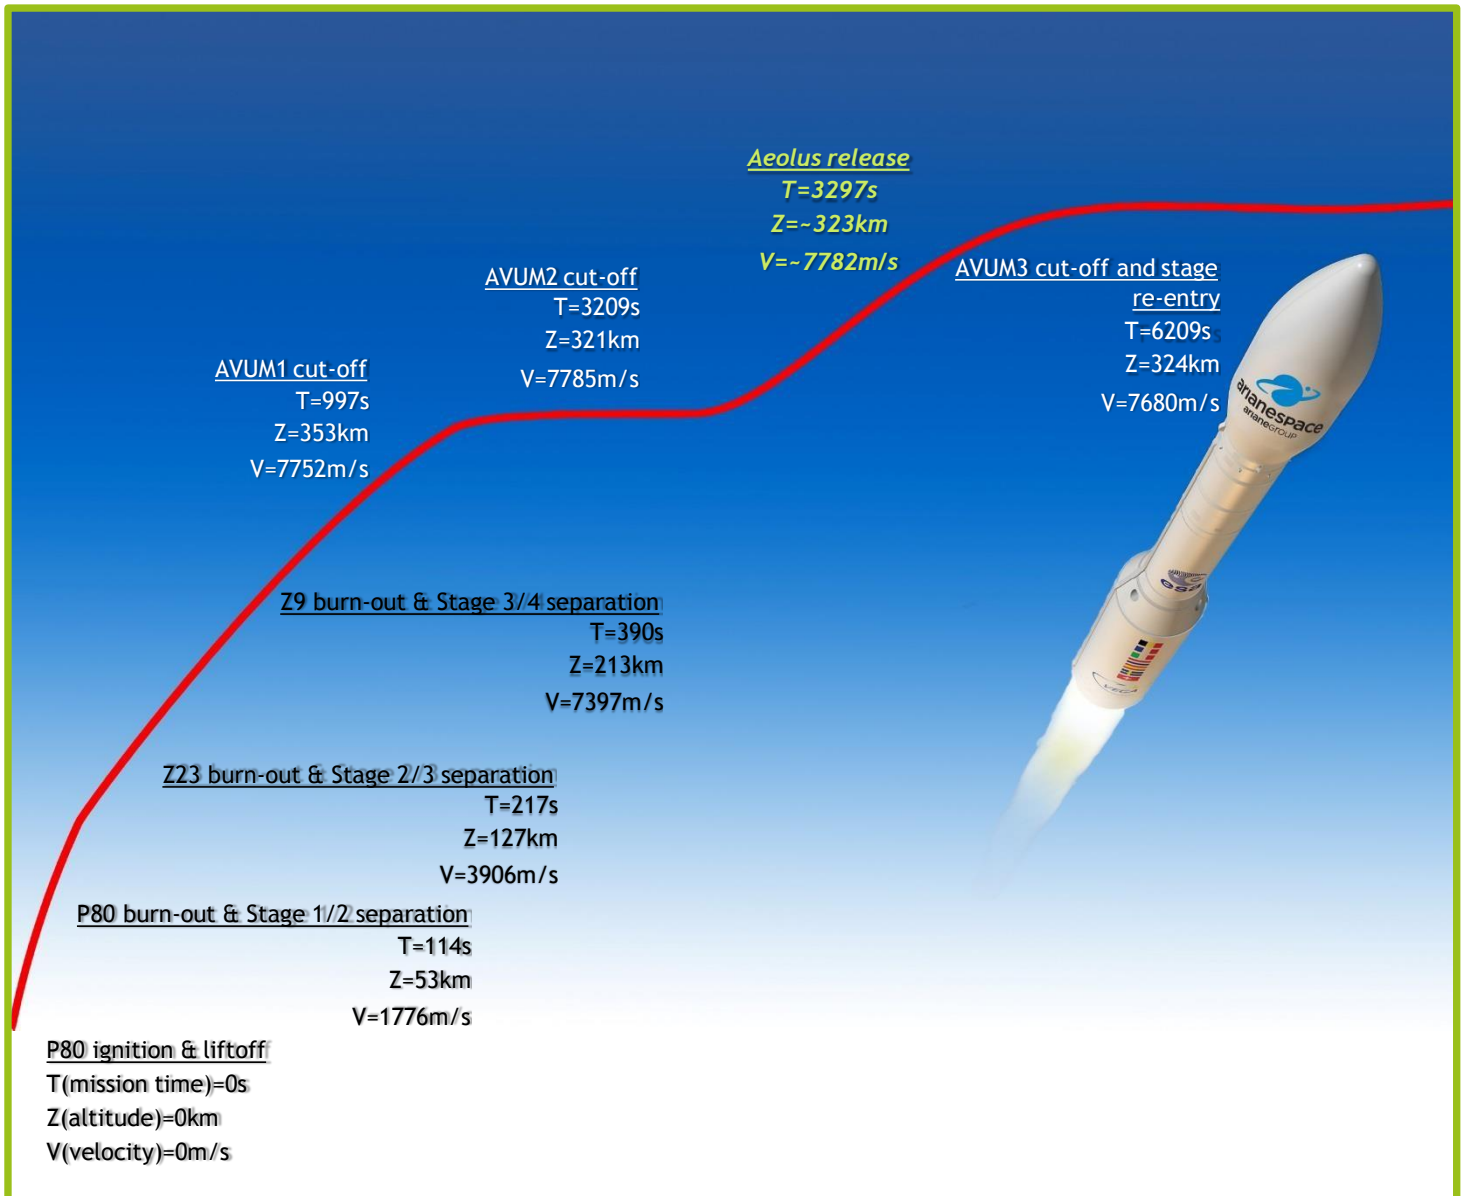 Aeolus release
T=3297s
Z=~323km
V=~7782m/s
AVUM3 cut-off and stage
re-entry
T=6209s
Z=324km
V=7680m/s
AVUM2 cut-off
T=3209s
Z=321km
V=7785m/s
AVUM1 cut-off
T=997s
Z=353km
V=7752m/s
arianespace
arianeGROUP
Z9 burn-out & Stage 3/4 separation
T=390s
Z=213km
V=7397m/s
esa
Z23 burn-out & Stage 2/3 separation
T=217s
Z=127km
V=3906m/s
P80 burn-out & Stage 1/2 separation
T=114s
Z=53km
V=1776m/s
P80 ignition & liftoff
T(mission time)=0s
Z(altitude)=0km
V(velocity)=0m/s